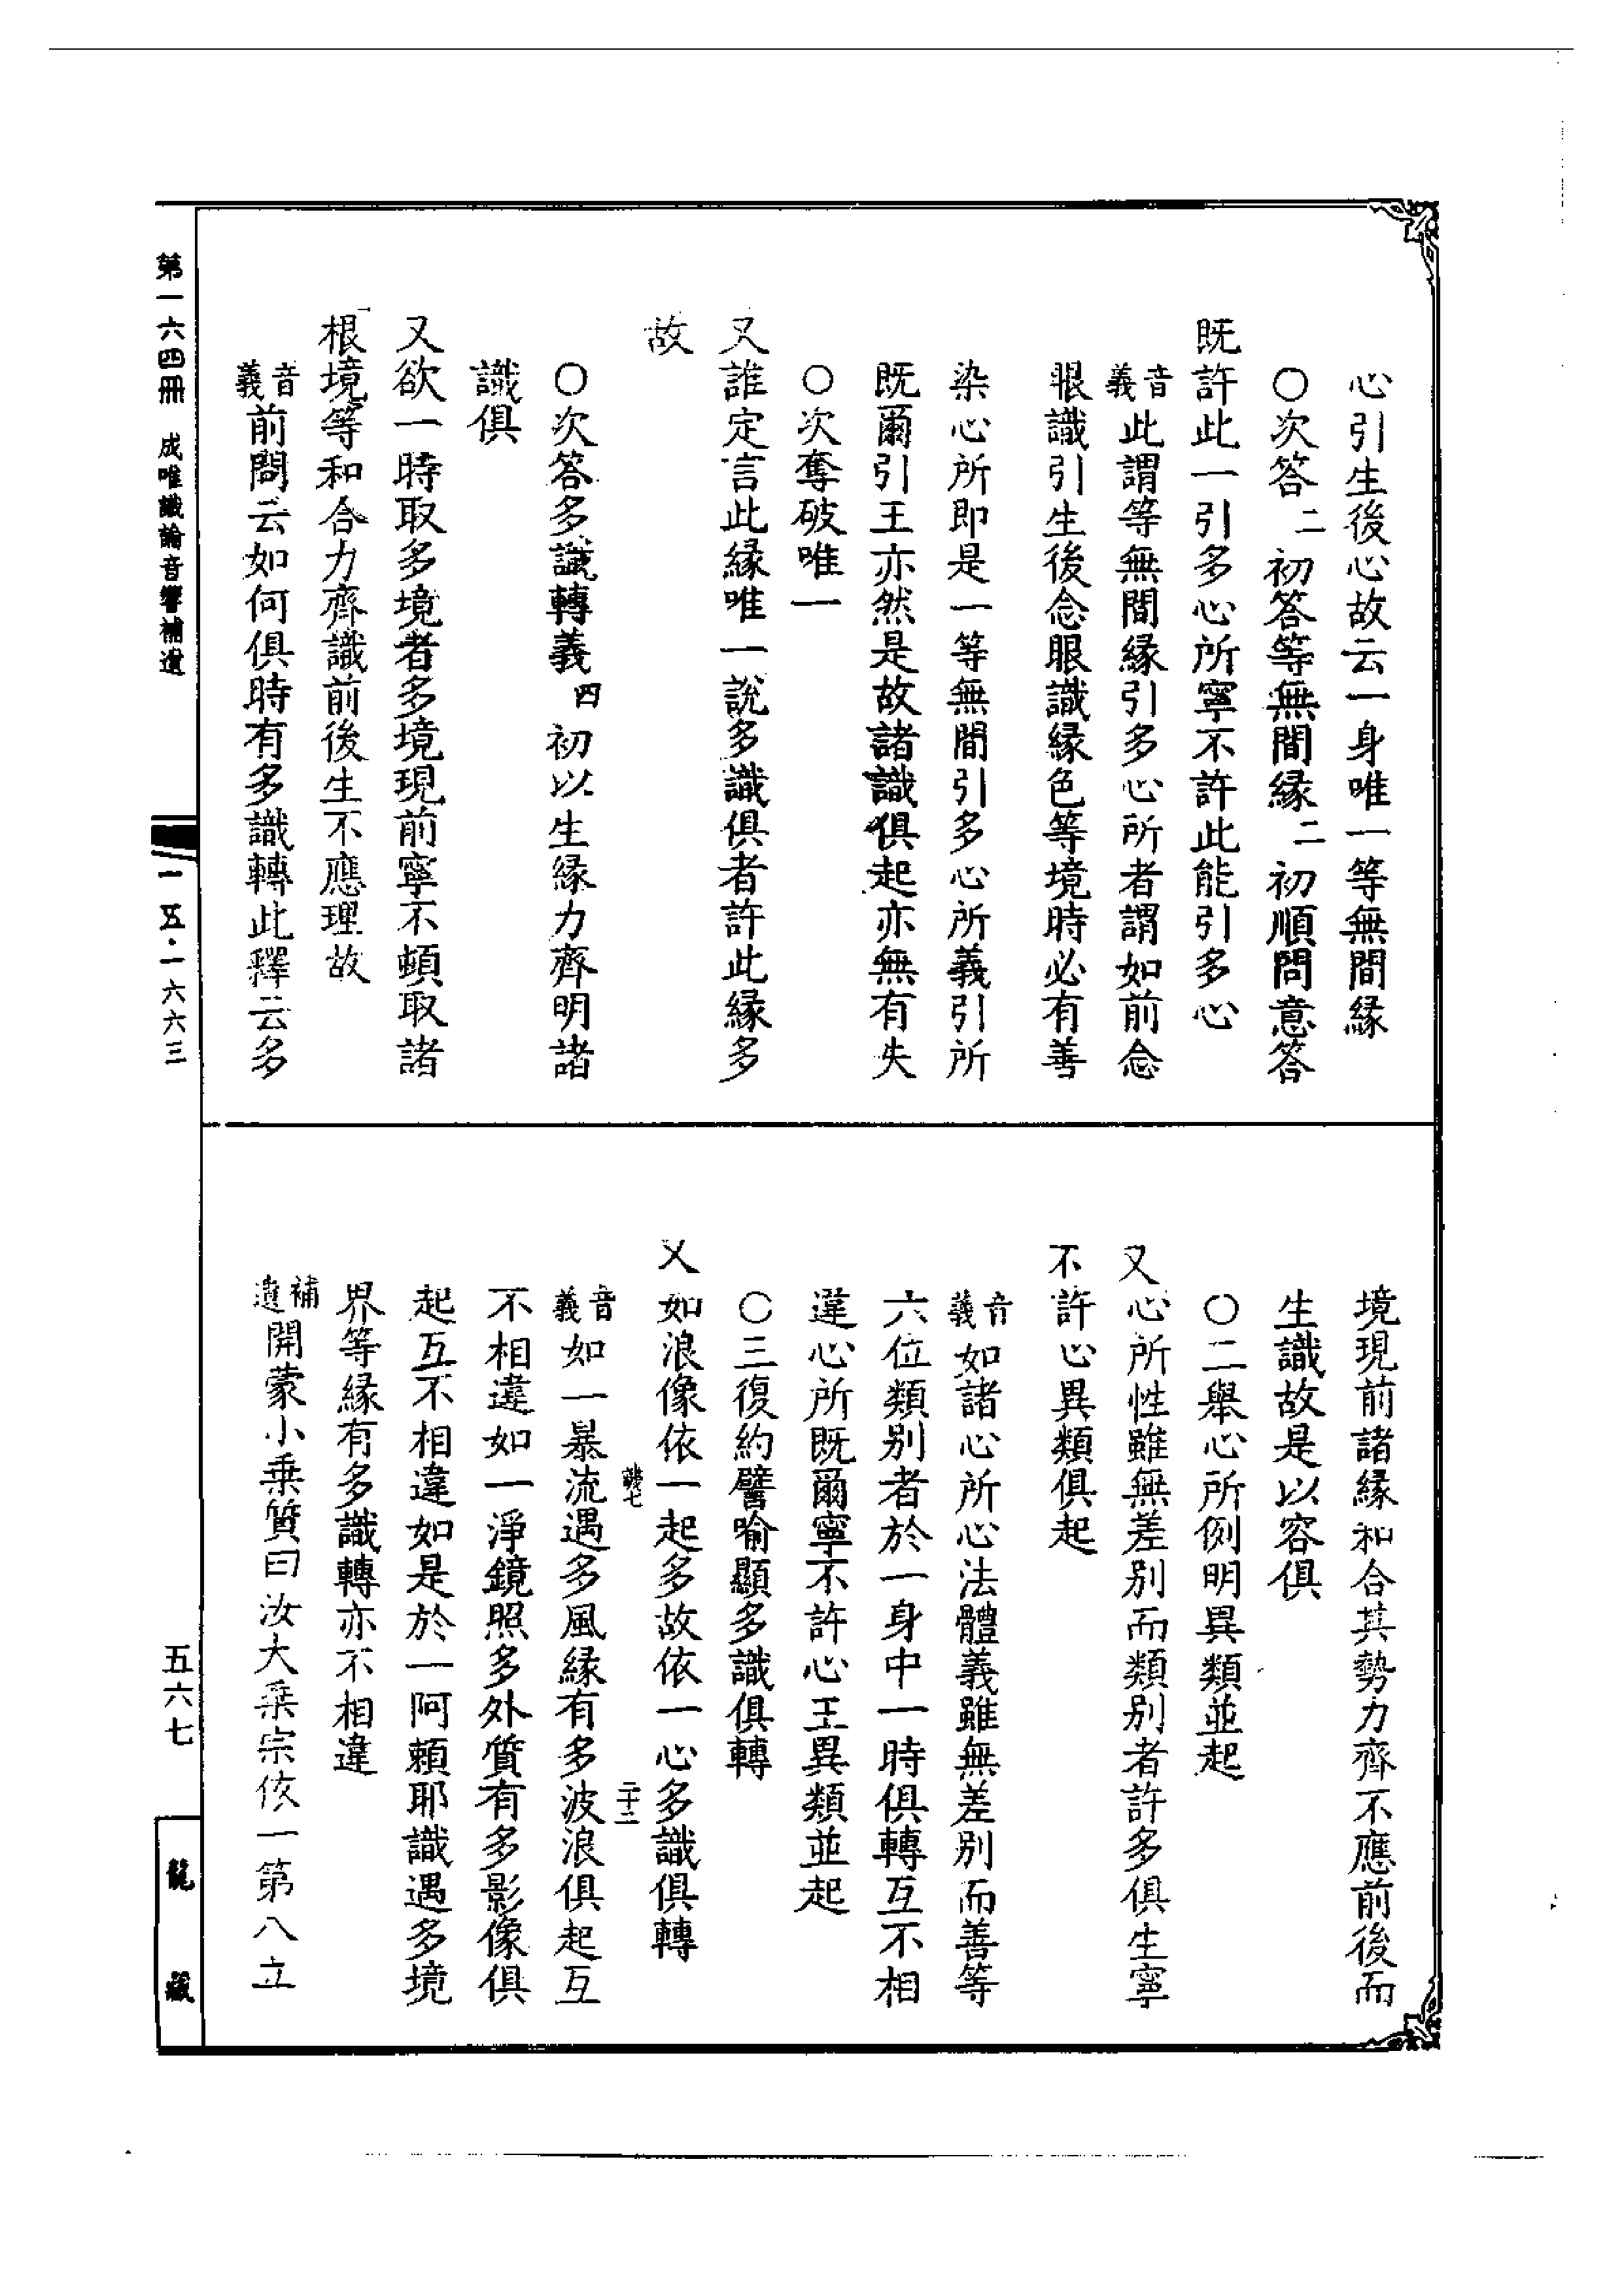 心引生後心故云一身唯一等無間緣
○次答二初答等無間緣二初順問意答
既許此一引多心所寧不許此能引多心
音義此謂等無間緣引多心所者謂如前念
眼識引生後念眼識緣色等境時必有善
染心所即是一等無間引多心所義引所
既爾引王亦然是故諸識俱起亦無有失
○次奪破唯一
又誰定言此緣唯一說多識俱者許此緣多
故
○次答多識轉義四初以生緣力齊明諸
識俱
又欲一時取多境者多境現前寧不頓取諸
根境等和合力齊識前後生不應理故
音義前問云如何俱時有多識轉此釋云多
境現前諸緣和合其勢力齊不應前後而
生識故是以容俱
○二舉心所例明異類並起
又心所性雖無差別而類別者許多俱生寧
不許心異類俱起
音義如諸心所心法體義雖無差別而善等
六位類別者於一身中一時俱轉互不相
違心所既爾寧不許心王異類並起
○三復約譬喻顯多識俱轉
又如浪像依一起多故依一心多識俱轉
二十二
音義如一暴流遇多風緣有多波浪俱起互
不相違如一淨鏡照多外質有多影像俱
起互不相違如是於一阿賴耶識遇多境
界等緣有多識轉亦不相違
補遺開蒙小乘質曰汝大乘宗依一第八立
第一六四冊 成唯識論音響補遺
一五·一六六三
五六七
龍藏